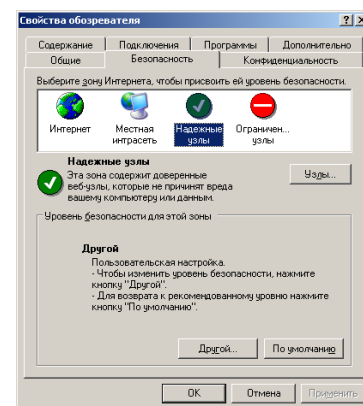 Свойства обозревателя
Содержание Подключения Программы Дополнительно
Общие Безопасность Конфиденциальность
Выберите зону Интернета, чтобы присвоить ей уровень безопасности.
Интернет Местная интрасеть Надежные узлы Ограничен... узлы
Надежные узлы
Эта зона содержит доверенные
веб-узлы, которые не причинят вреда
вашему компьютеру или данным.
Узлы...
Уровень безопасности для этой зоны
Другой
Пользовательская настройка.
- Чтобы изменить уровень безопасности, нажмите
кнопку "Другой".
- Для возврата к рекомендованному уровню нажмите
кнопку "По умолчанию".
Другой... По умолчанию
OK Отмена Применить